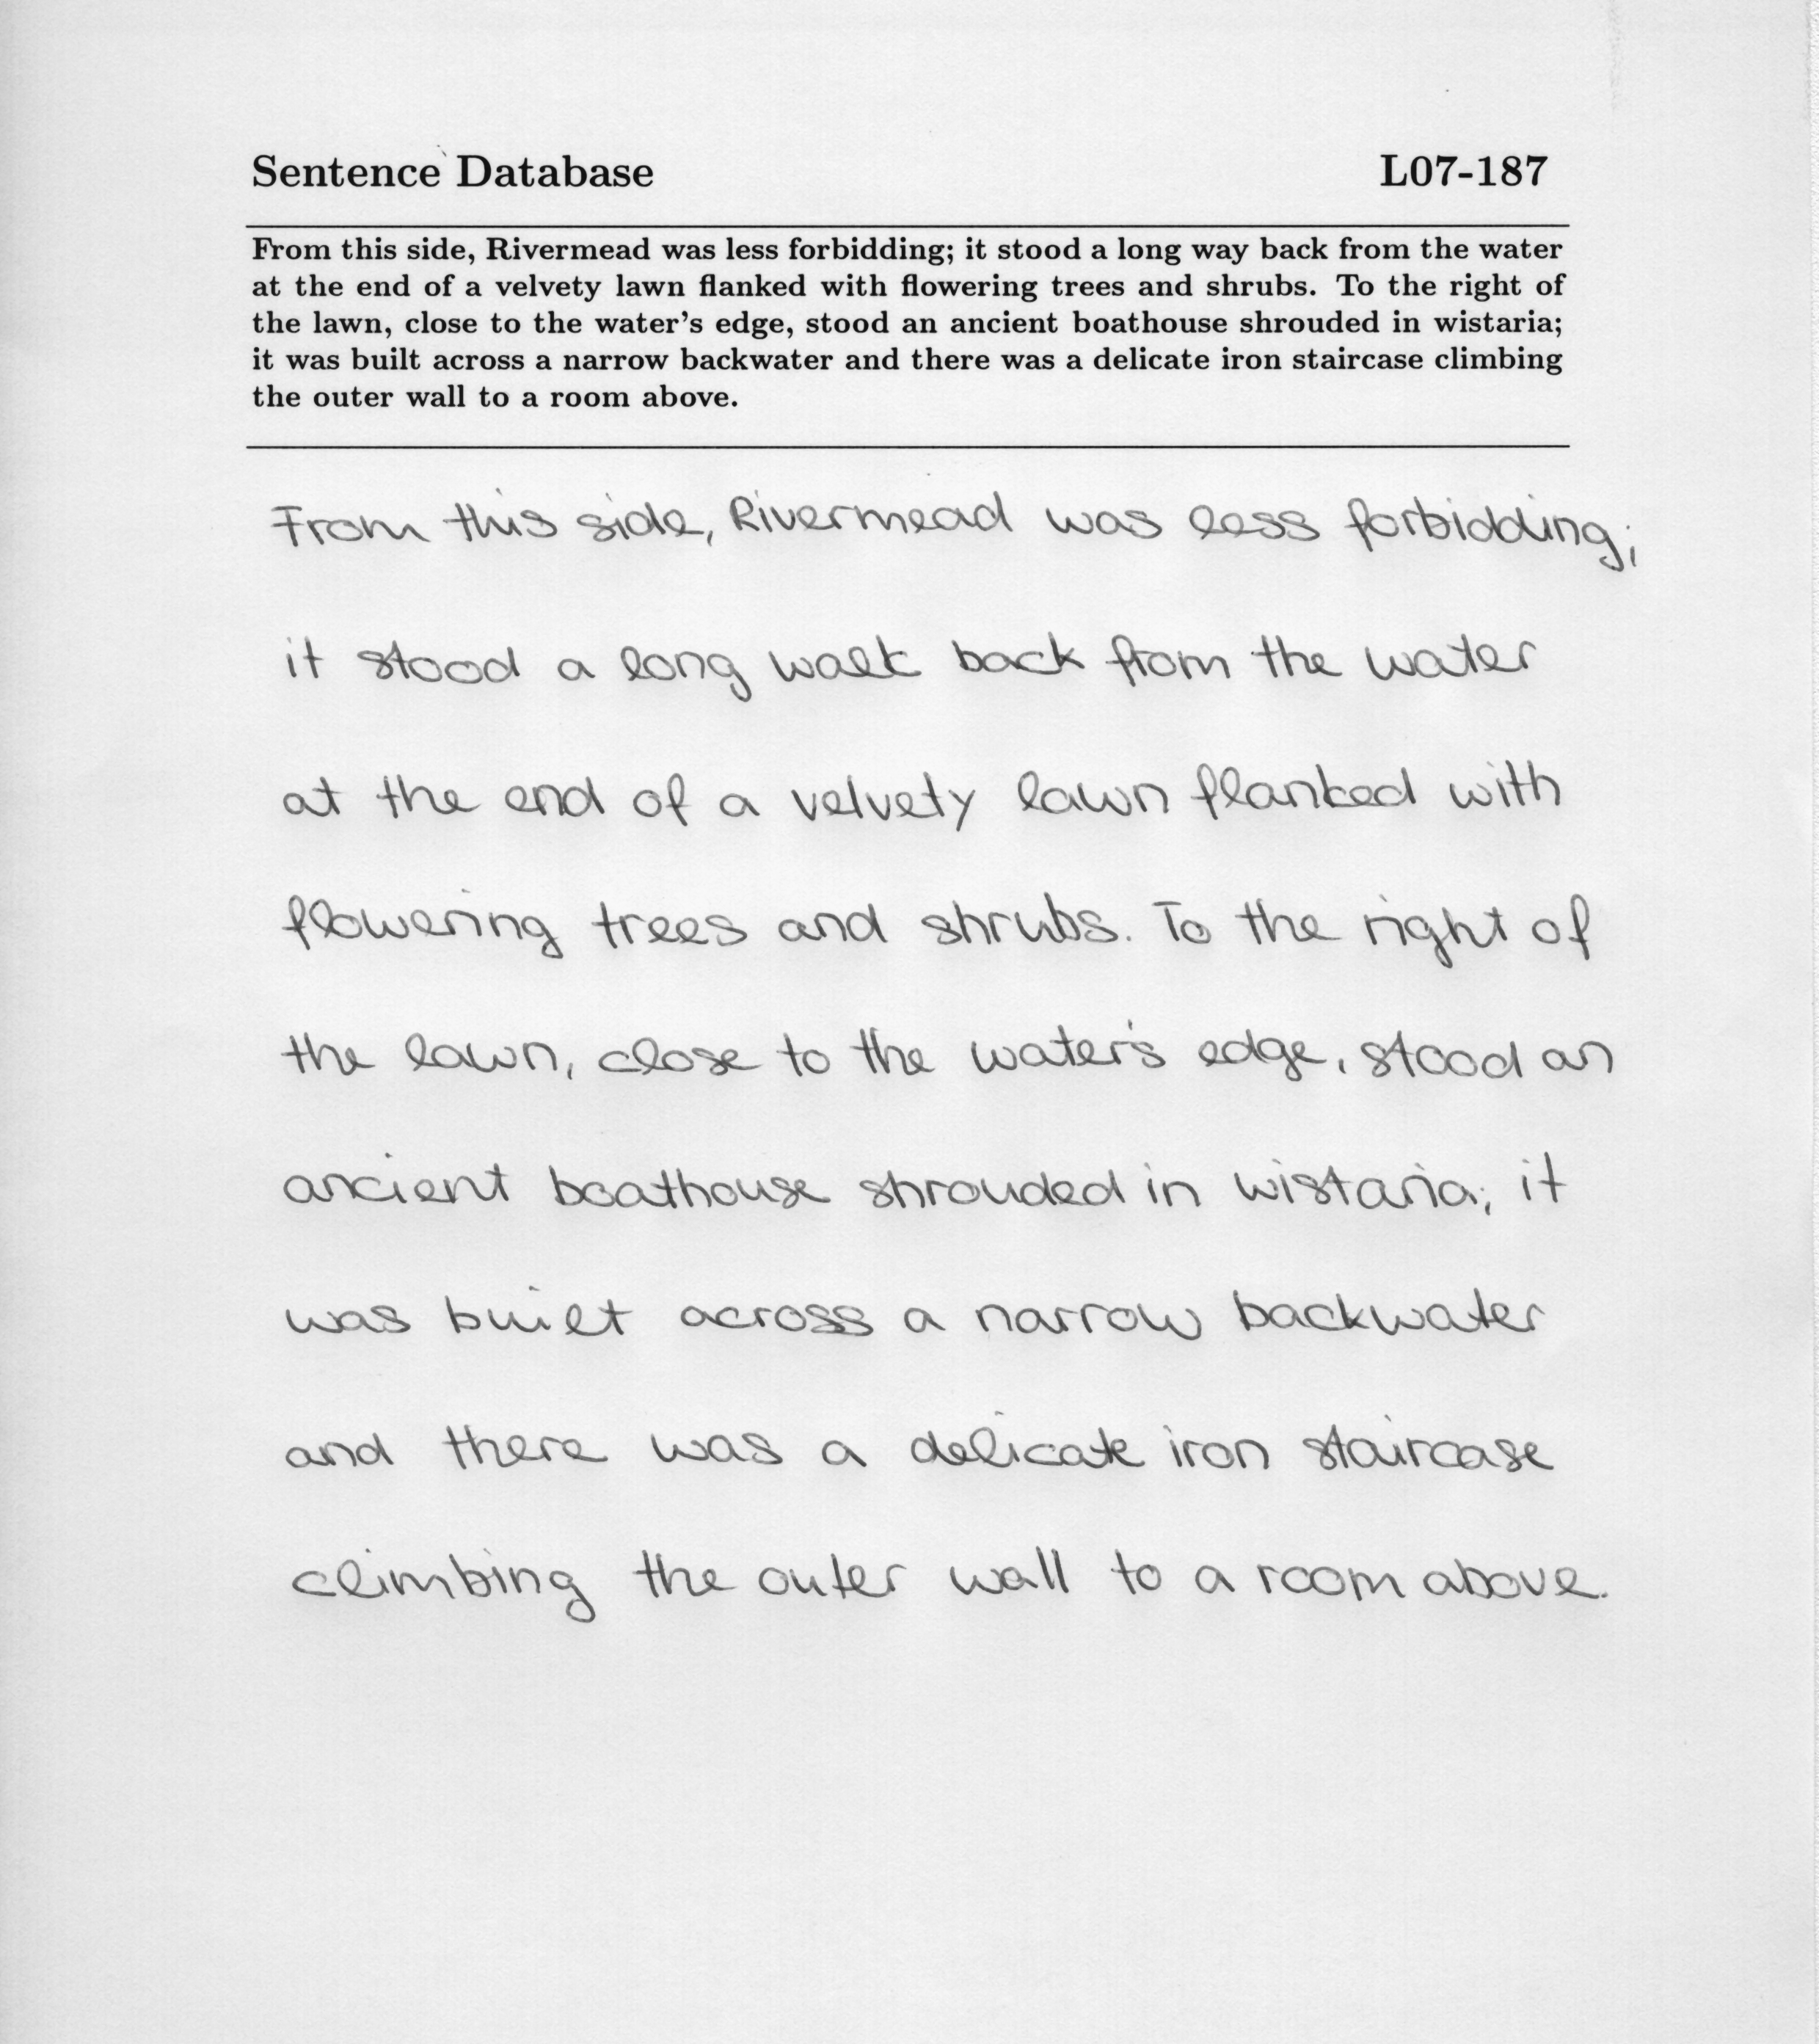 Sentence Database L07-187
From this side, Rivermead was less forbidding; it stood a long way back from the water
at the end of a velvety lawn flanked with flowering trees and shrubs. To the right of
the lawn, close to the water's edge, stood an ancient boathouse shrouded in wistaria;
it was built across a narrow backwater and there was a delicate iron staircase climbing
the outer wall to a room above.
From this side, Rivermead was less forbidding;
it stood a long walk back from the water
at the end of a velvety lawn flanked with
flowering trees and shrubs. To the right of
the lawn, close to the water's edge, stood an
ancient boathouse shrouded in wistaria; it
was built across a narrow backwater
and there was a delicate iron staircase
climbing the outer wall to a room above.